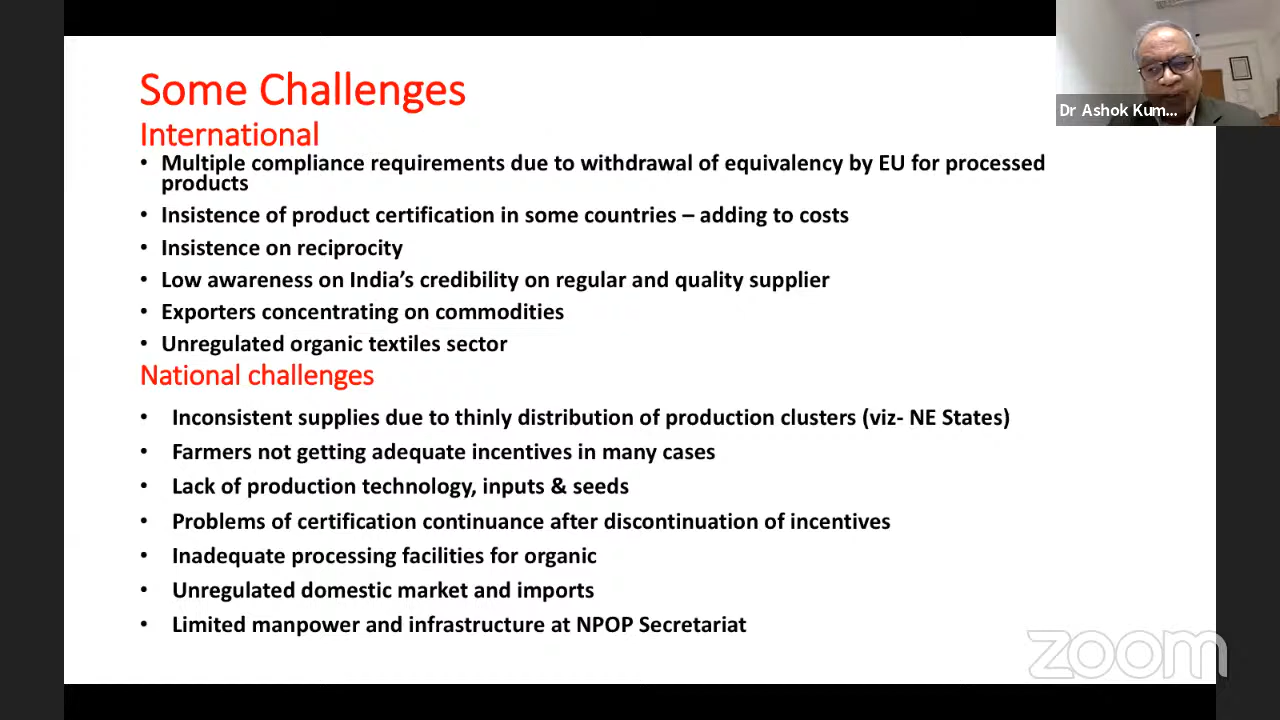 Some Challenges
International
• Multiple compliance requirements due to withdrawal of equivalency by EU for processed
products
• Insistence of product certification in some countries – adding to costs
• Insistence on reciprocity
• Low awareness on India's credibility on regular and quality supplier
• Exporters concentrating on commodities
• Unregulated organic textiles sector
National challenges
• Inconsistent supplies due to thinly distribution of production clusters (viz- NE States)
• Farmers not getting adequate incentives in many cases
• Lack of production technology, inputs & seeds
• Problems of certification continuance after discontinuation of incentives
• Inadequate processing facilities for organic
• Unregulated domestic market and imports
• Limited manpower and infrastructure at NPOP Secretariat
Dr Ashok Kum...
zoom